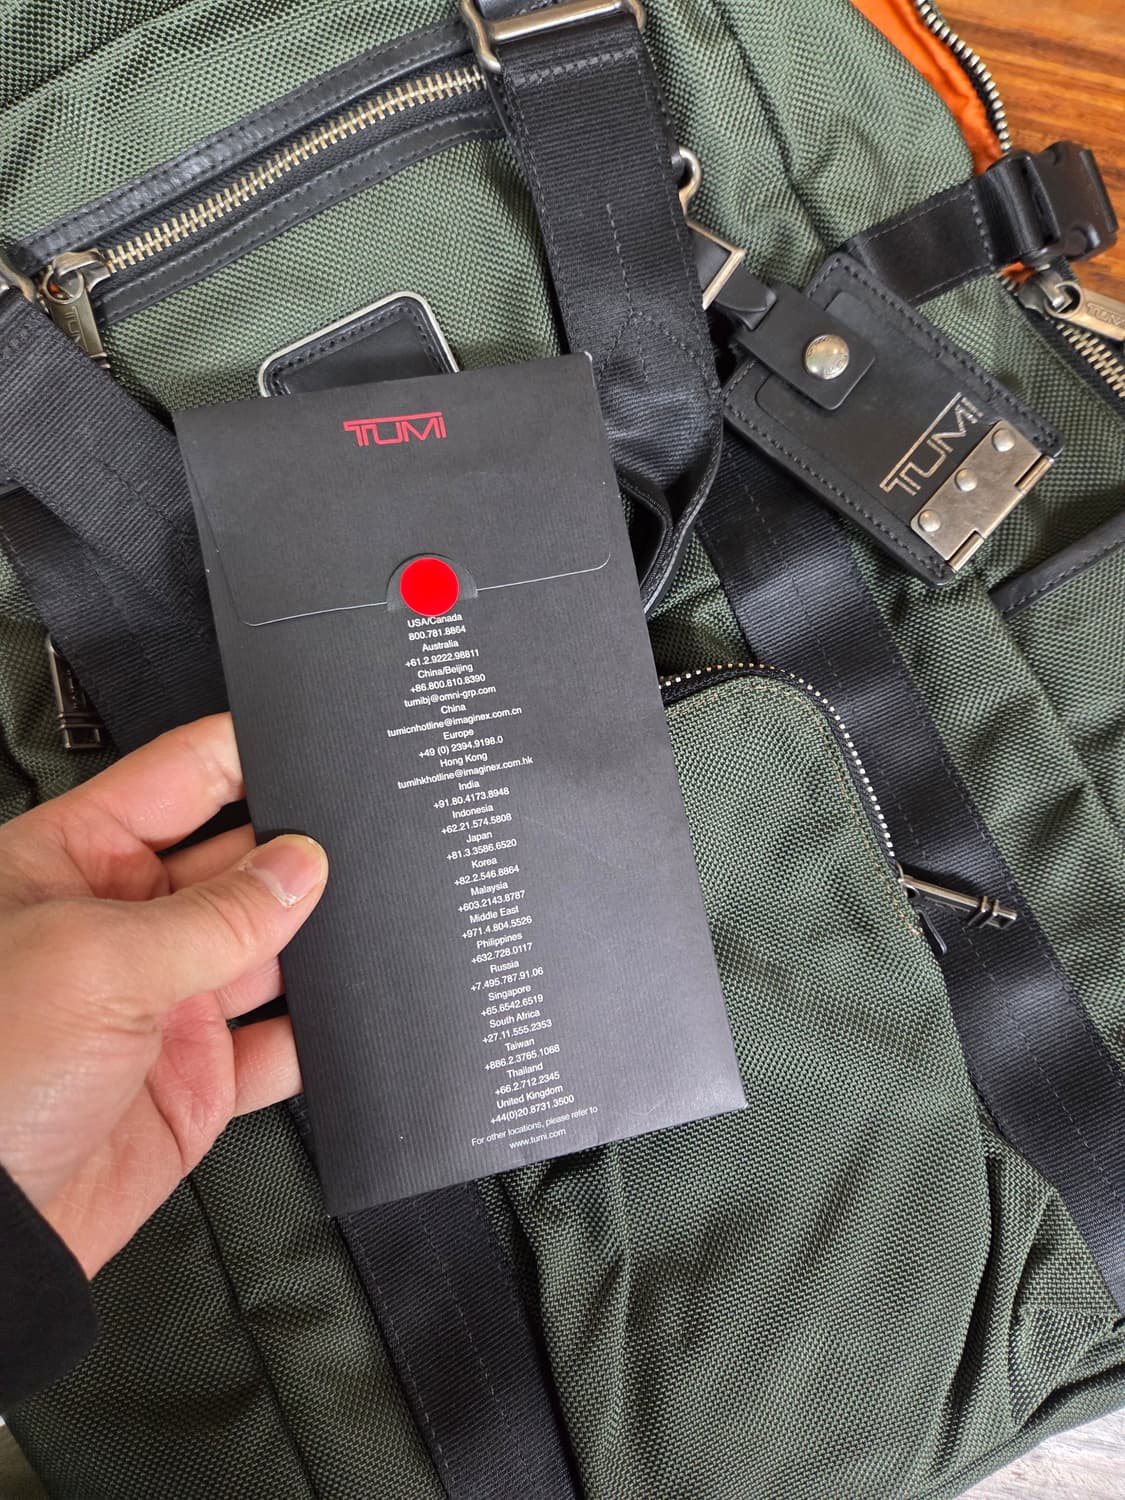 TUMI
TUMI
TUMI
TUMI
USA/Canada
800.781.8864
Australia
+61.2.9222.98811
China/Beijing
+86.800.810.8390
tumibj@omni-grp.com
China
tumicnhotline@imaginex.com.cn
Europe
+49 (0) 2394.9198.0
Hong Kong
tumihkhotline@imaginex.com.hk
India
+91.80.4173.8948
Indonesia
+62.21.574.5808
Japan
+81.3.3586.6520
Korea
+82.2.546.8864
Malaysia
+603.2143.8787
Middle East
+971.4.804.5526
Philippines
+632.728.0117
Russia
+7.495.787.91.06
Singapore
+65.6542.6519
South Africa
+27.11.555.2353
Taiwan
+886.2.3765.1068
Thailand
+66.2.712.2345
United Kingdom
+44(0)20.8731.3500
For other locations, please refer to
www.tumi.com